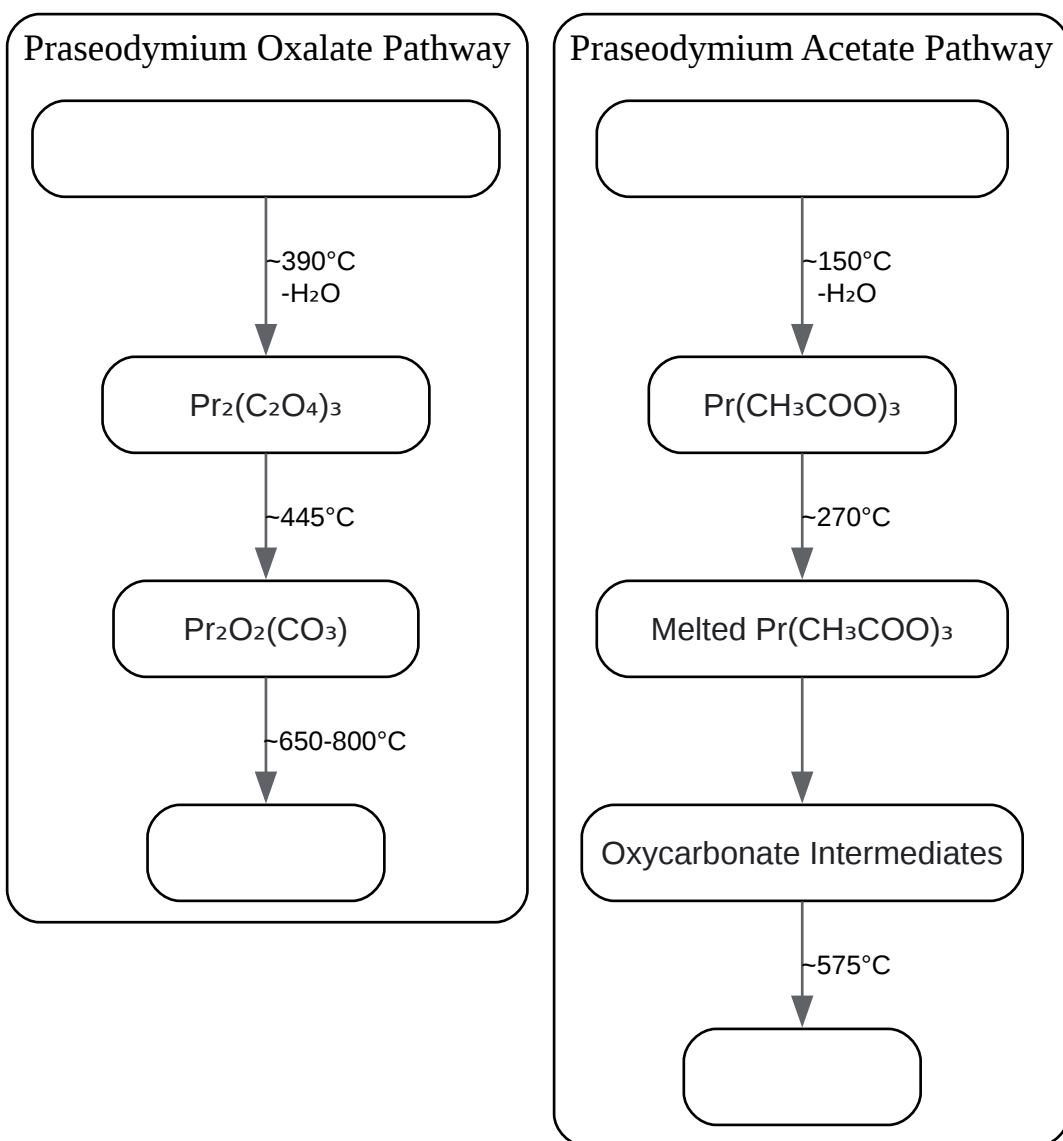 Praseodymium Oxalate Pathway
~390°C
-H₂O
Pr₂(C₂O₄)₃
~445°C
Pr₂O₂(CO₃)
~650-800°C
Praseodymium Acetate Pathway
~150°C
-H₂O
Pr(CH₃COO)₃
~270°C
Melted Pr(CH₃COO)₃
Oxycarbonate Intermediates
~575°C